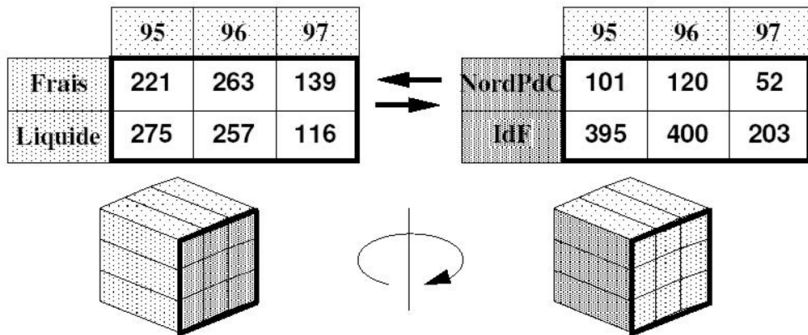 95 96 97
Frais 221 263 139
Liquide 275 257 116
95 96 97
NordPdC 101 120 52
IdF 395 400 203